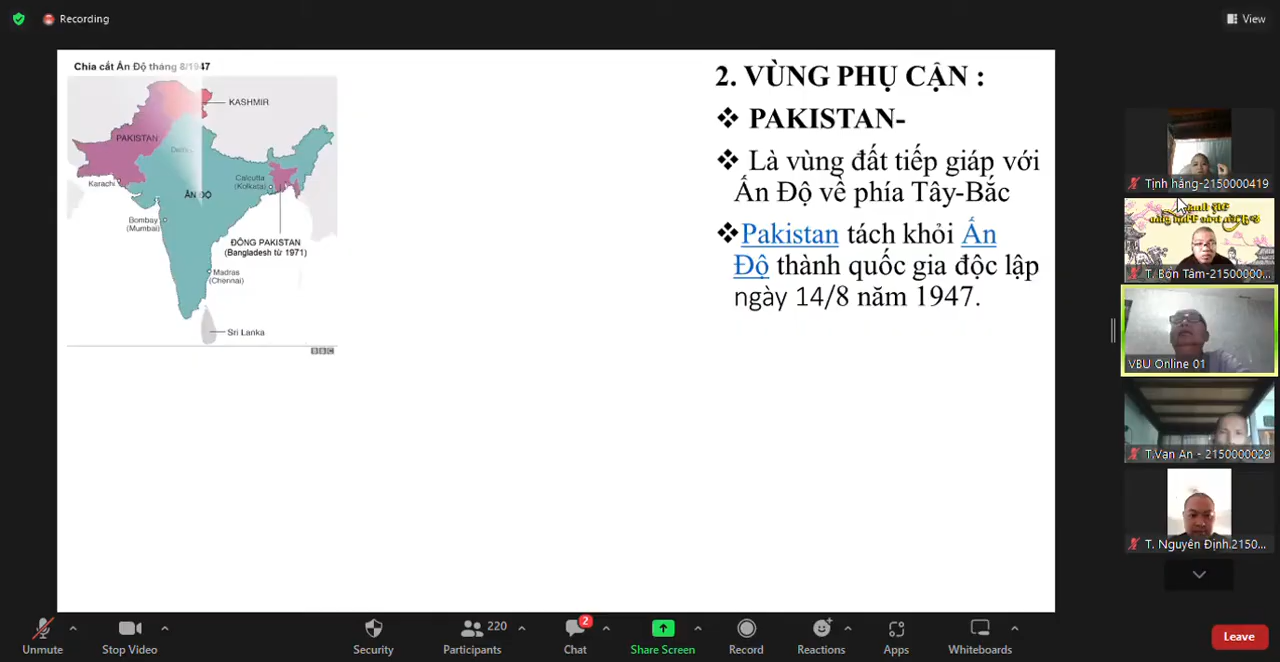 Recording
View
Chia cắt Ấn Độ tháng 8/1947
KASHMIR
PAKISTAN
Karachi
Calcutta
(Kolkata)
ẤN ĐỘ
Bombay
(Mumbai)
ĐÔNG PAKISTAN
(Bangladesh từ 1971)
Madras
(Chennai)
Sri Lanka
BBC
2. VÙNG PHỤ CẬN :
❖ PAKISTAN-
❖ Là vùng đất tiếp giáp với
Ấn Độ về phía Tây-Bắc
❖Pakistan tách khỏi Ấn
Độ thành quốc gia độc lập
ngày 14/8 năm 1947.
Tịnh hằng-2150000419
T. Bổn Tâm-21500000...
VBU Online 01
T.Vạn An - 2150000029
T. Nguyên Định.2150...
Unmute
Stop Video
Security
220
Participants
2
Chat
Share Screen
Record
Reactions
Apps
Whiteboards
Leave